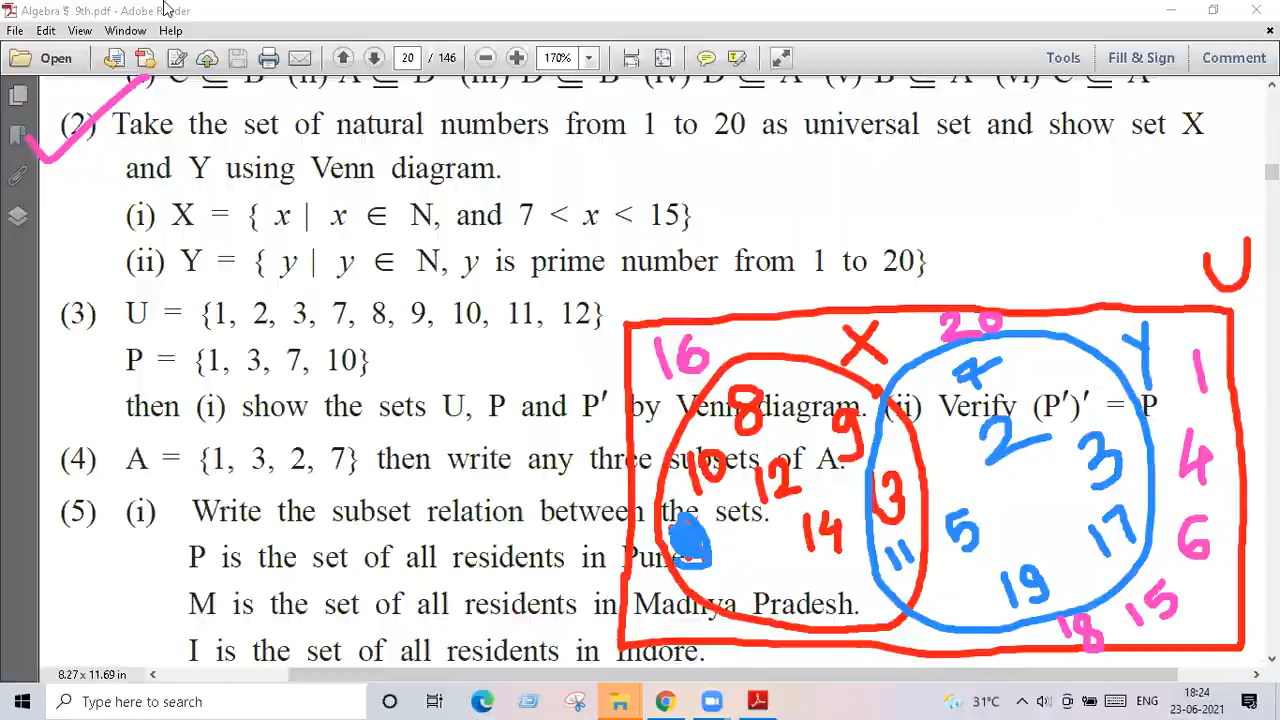 Algebra 5 9th.pdf - Adobe Reader
File Edit View Window Help
Open 20 / 146 170% Tools Fill & Sign Comment
C ⊆ B (ii) A ⊆ D (iii) D ⊆ B (iv) D ⊆ A (v) B ⊆ A (vi) C ⊆ A
(2) Take the set of natural numbers from 1 to 20 as universal set and show set X
and Y using Venn diagram.
(i) X = { x | x ∈ N, and 7 < x < 15}
(ii) Y = { y | y ∈ N, y is prime number from 1 to 20}
U
(3) U = {1, 2, 3, 7, 8, 9, 10, 11, 12}
P = {1, 3, 7, 10}
then (i) show the sets U, P and P′ by Venn diagram. (ii) Verify (P′)′ = P
(4) A = {1, 3, 2, 7} then write any three subsets of A.
(5) (i) Write the subset relation between the sets.
P is the set of all residents in Pune.
M is the set of all residents in Madhya Pradesh.
I is the set of all residents in Indore.
20
16 X Y 1
7
8 9 2 3 4
10 12 13
14 11 5 17 6
19 15
18
8.27 x 11.69 in
Type here to search
31°C ENG 18:24
23-06-2021